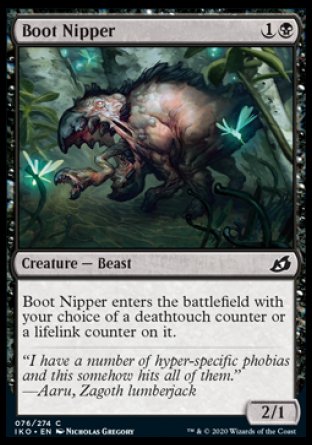 Boot Nipper 1
Creature — Beast
Boot Nipper enters the battlefield with
your choice of a deathtouch counter or
a lifelink counter on it.
“I have a number of hyper-specific phobias
and this somehow hits all of them.”
—Aaru, Zagoth lumberjack
2/1
076/274 C
IKO • EN Nicholas Gregory
™ & © 2020 Wizards of the Coast